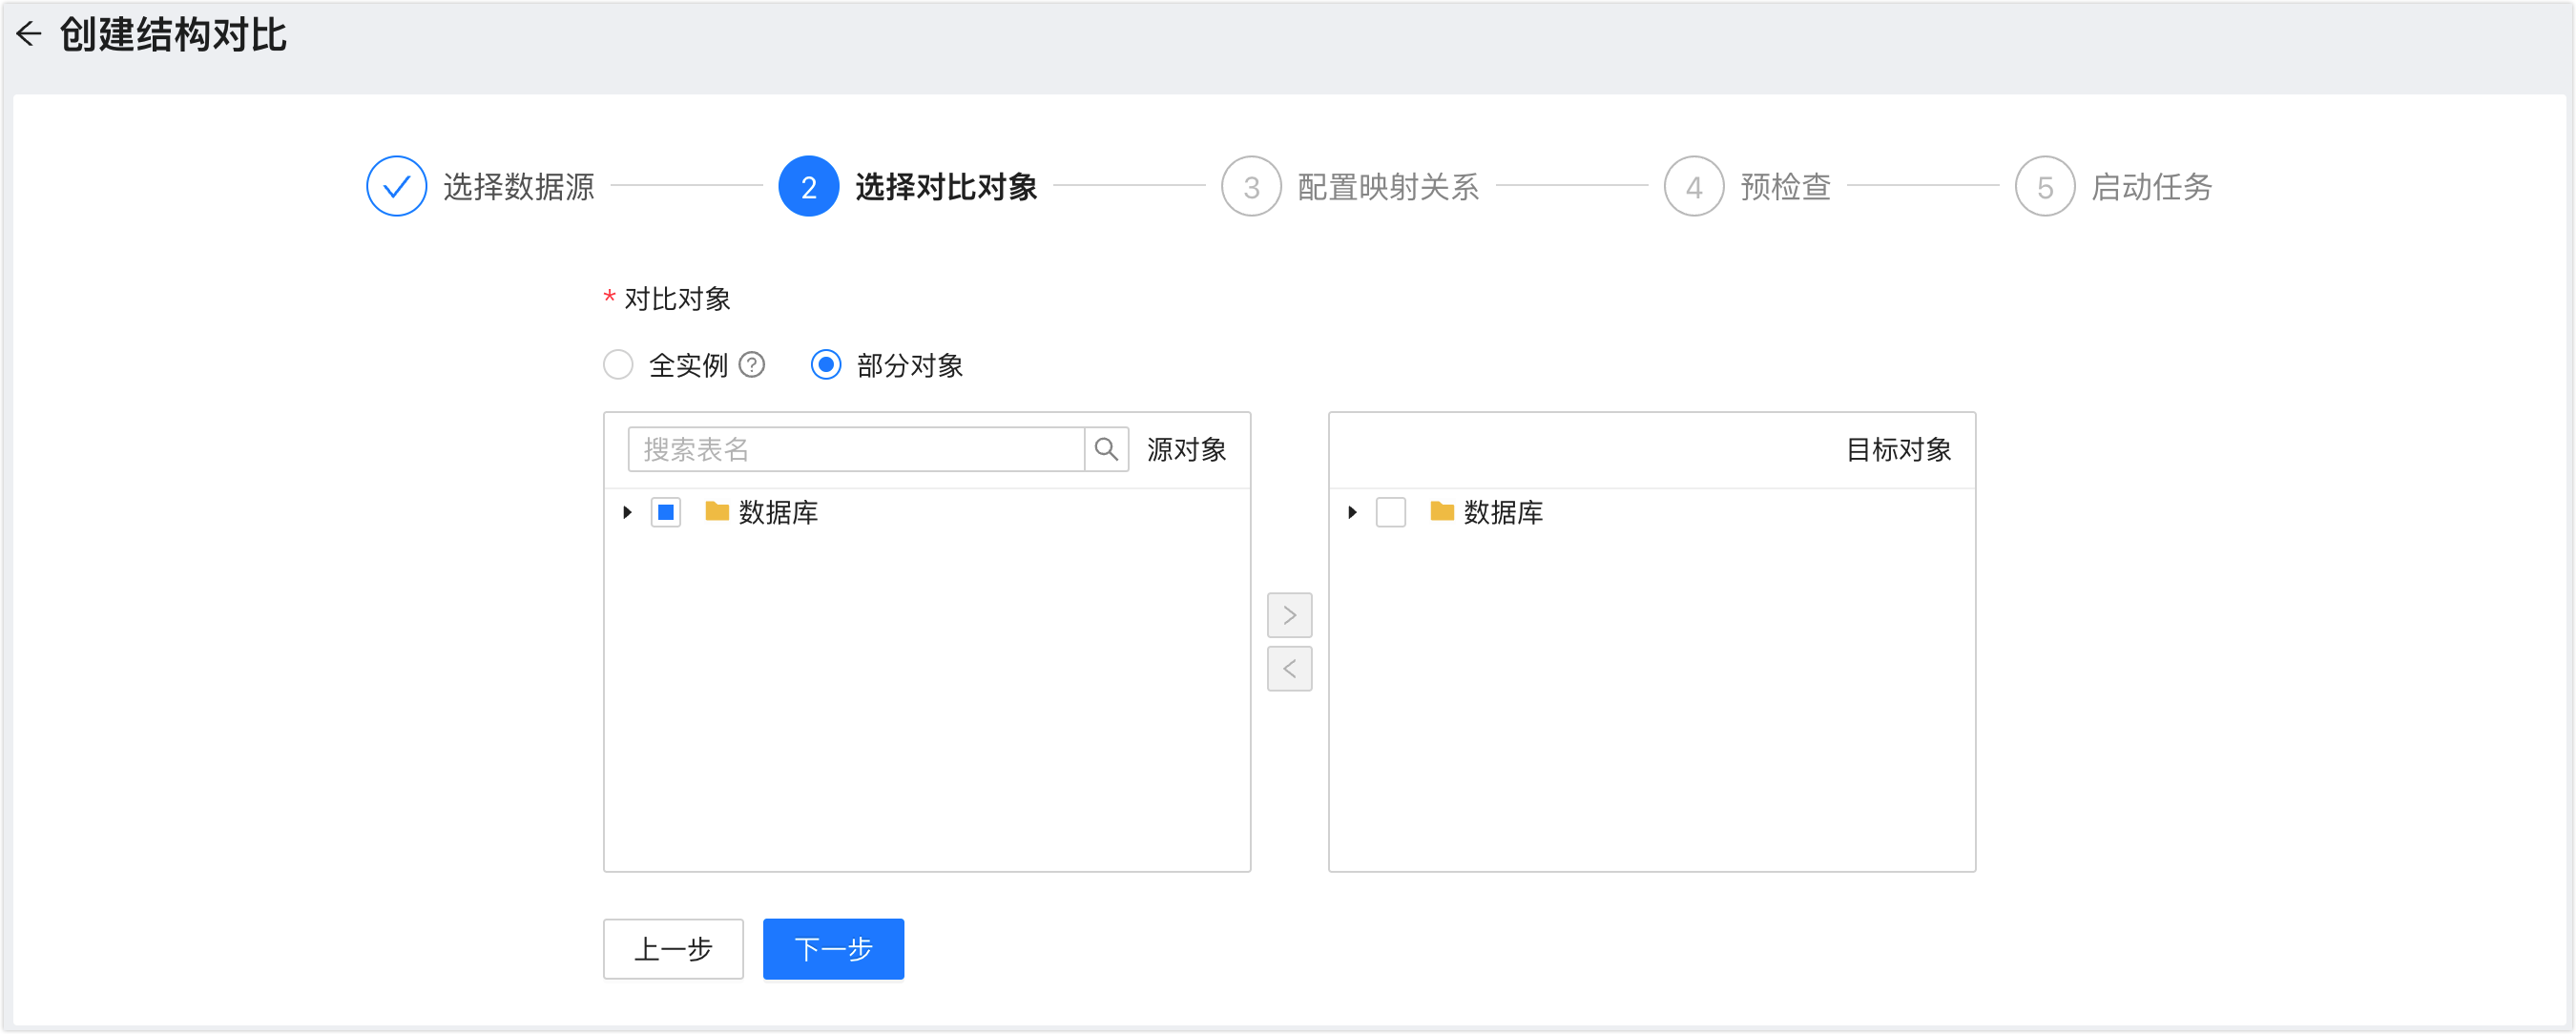 创建结构对比
选择数据源
2 选择对比对象
3 配置映射关系
4 预检查
5 启动任务
* 对比对象
全实例 ? 部分对象
搜索表名 源对象
数据库
目标对象
数据库
上一步 下一步